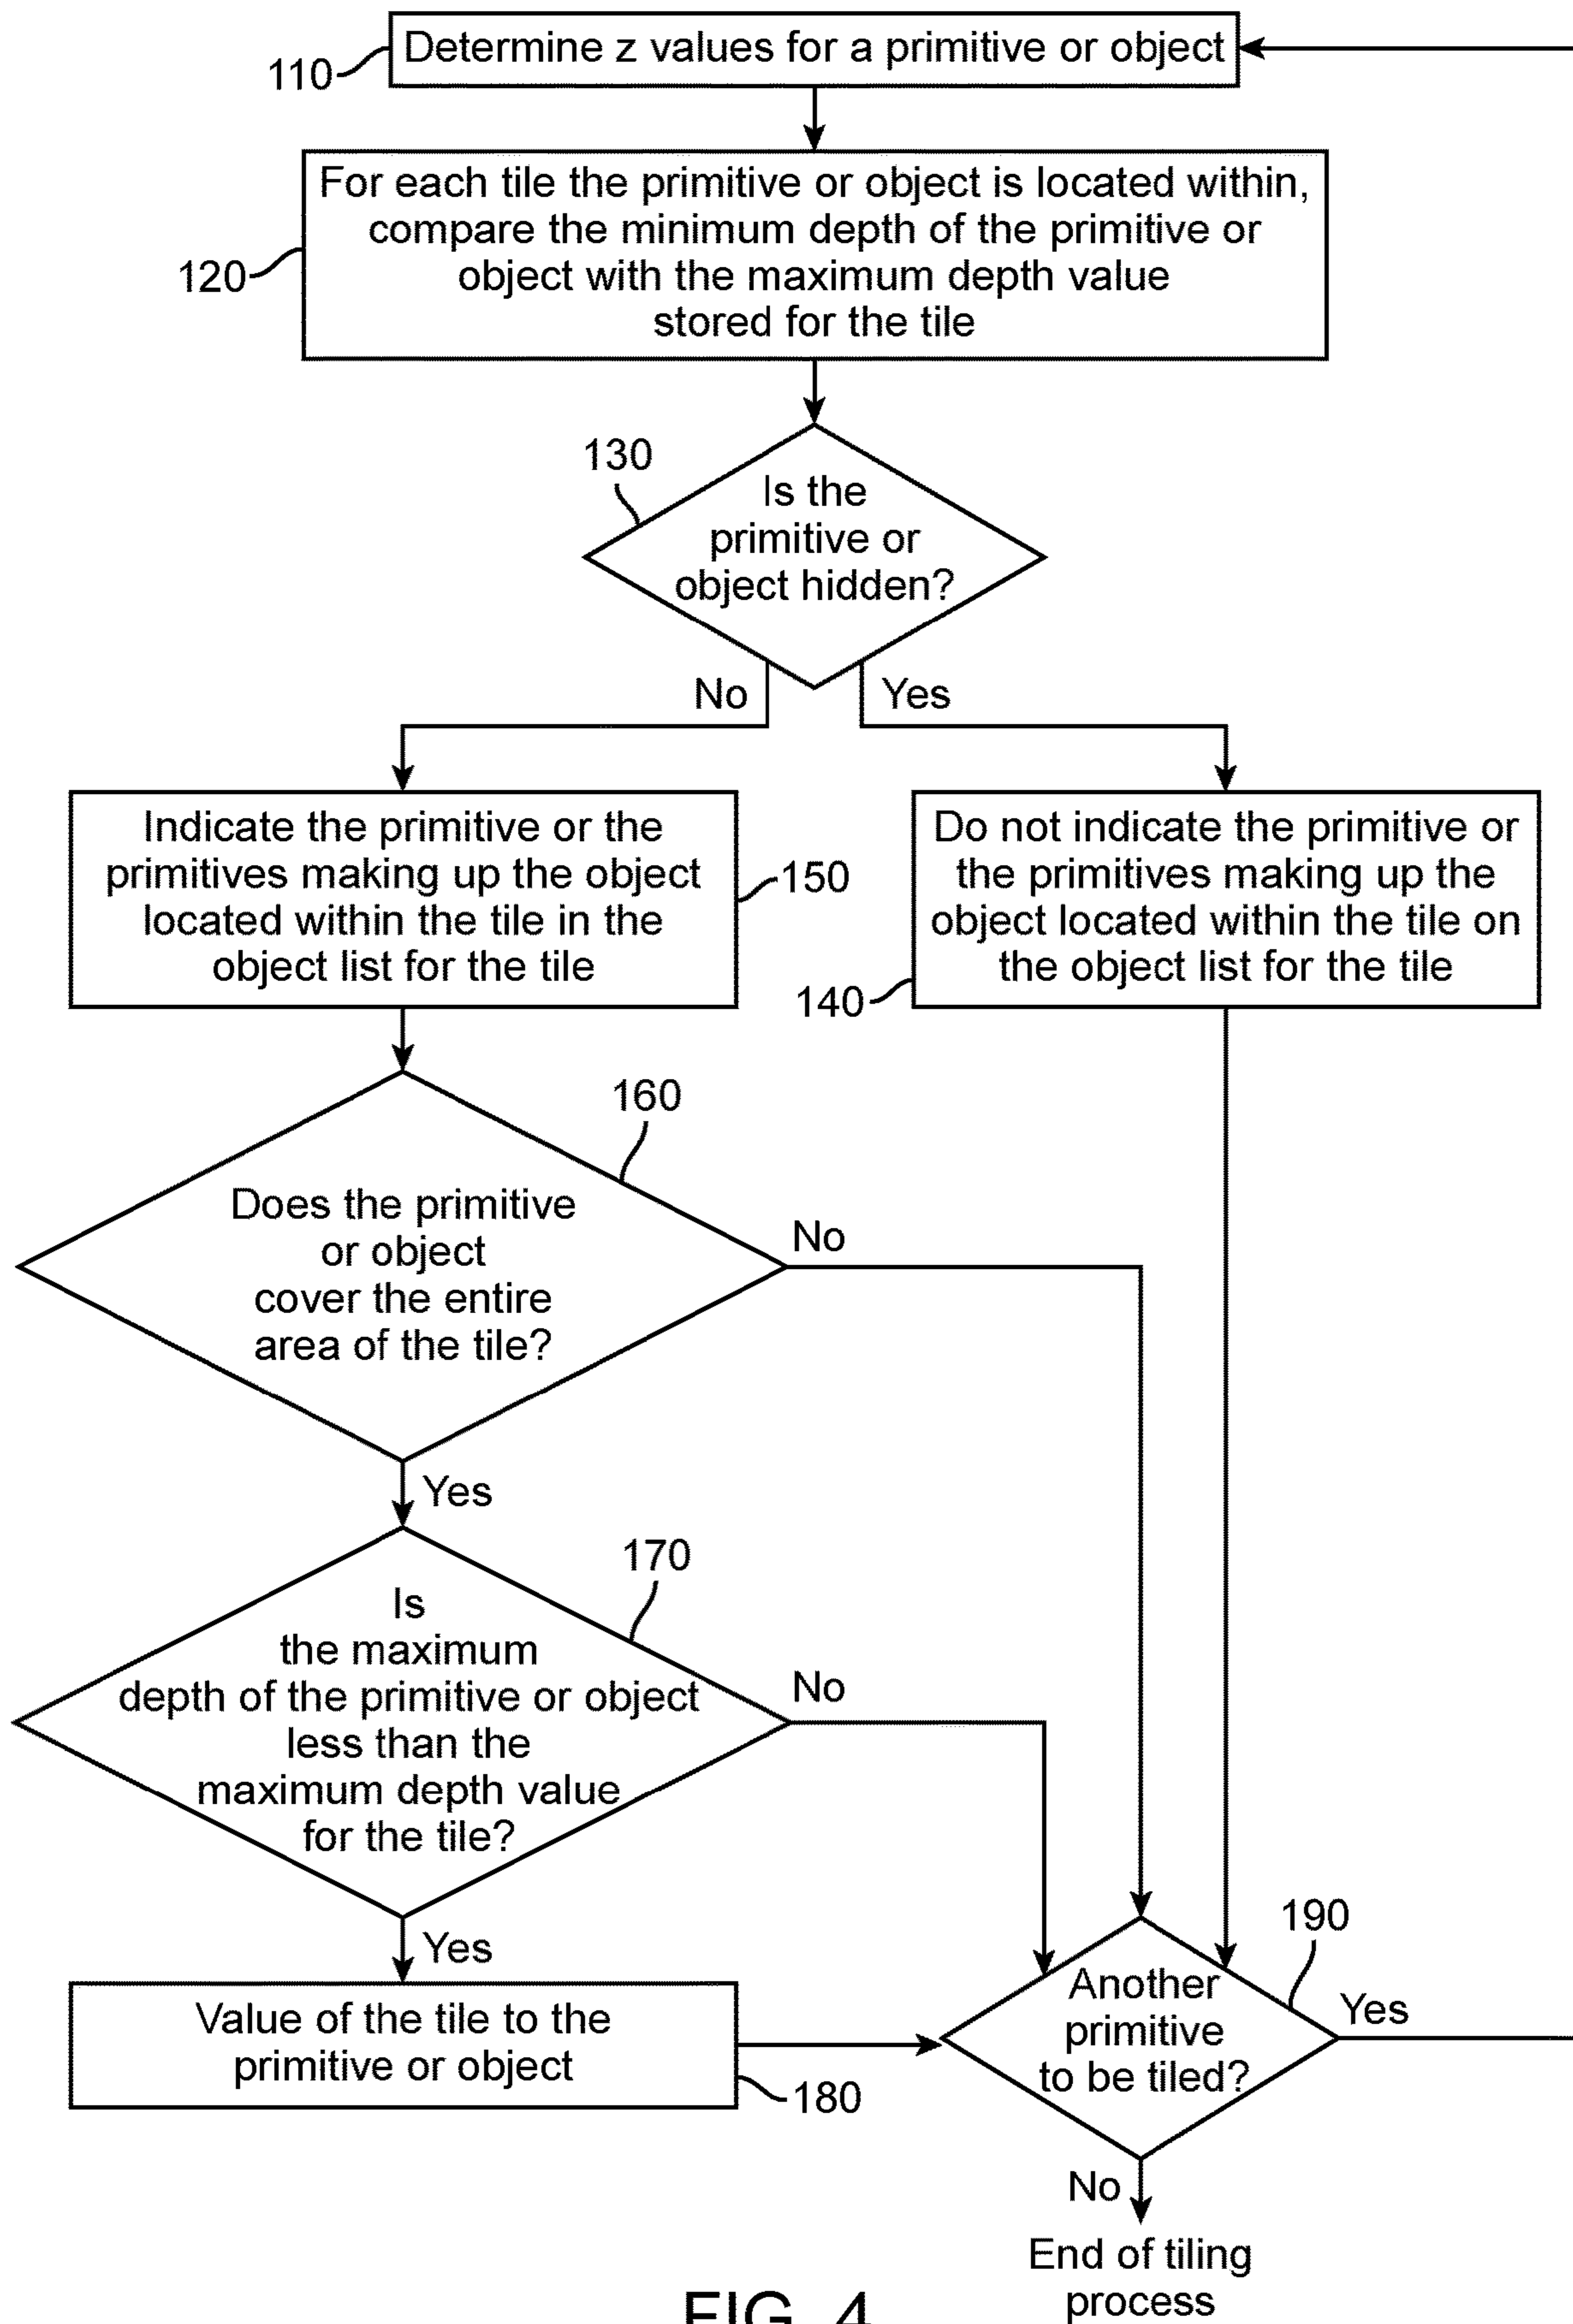 110
Determine z values for a primitive or object
120
For each tile the primitive or object is located within,
compare the minimum depth of the primitive or
object with the maximum depth value
stored for the tile
130
Is the
primitive or
object hidden?
No
Yes
Indicate the primitive or the
primitives making up the object
located within the tile in the
object list for the tile
150
Do not indicate the primitive or
the primitives making up the
object located within the tile on
the object list for the tile
140
160
Does the primitive
or object
cover the entire
area of the tile?
No
Yes
170
Is
the maximum
depth of the primitive or object
less than the
maximum depth value
for the tile?
No
Yes
Value of the tile to the
primitive or object
180
190
Another
primitive
to be tiled?
Yes
No
End of tiling
process
FIG. 4